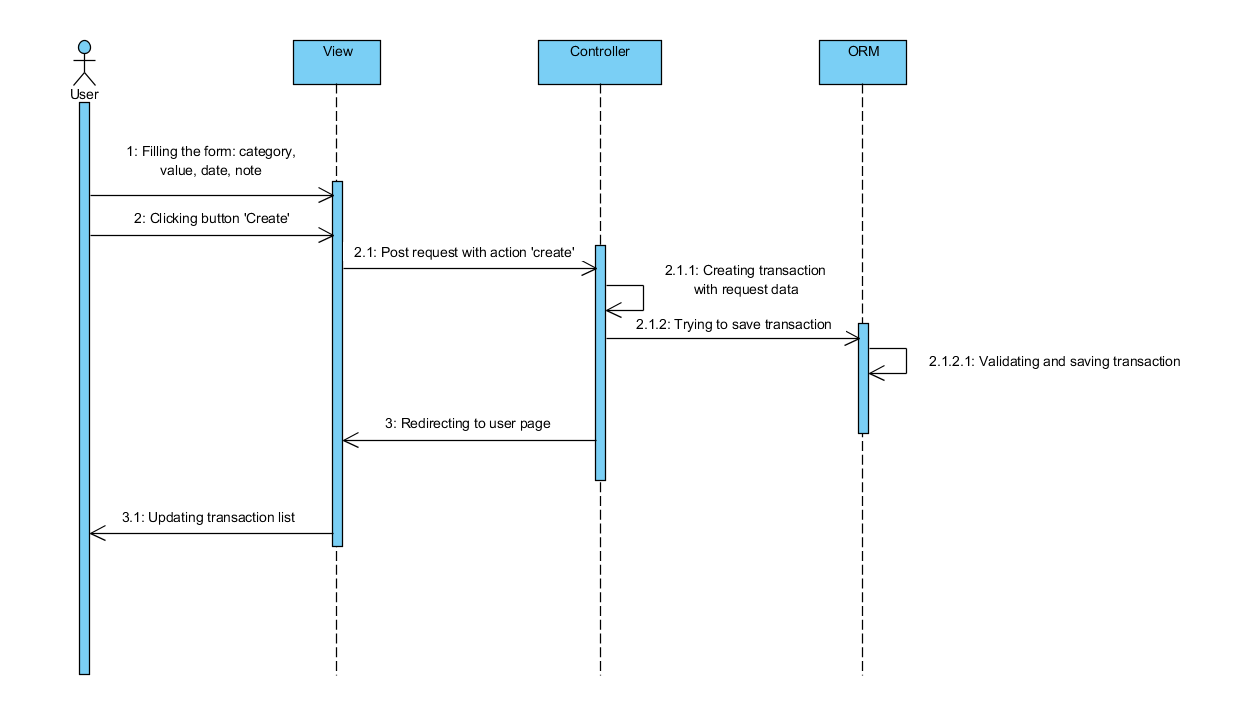 View
Controller
ORM
User
1: Filling the form: category,
value, date, note
2: Clicking button 'Create'
2.1: Post request with action 'create'
2.1.1: Creating transaction
with request data
2.1.2: Trying to save transaction
2.1.2.1: Validating and saving transaction
3: Redirecting to user page
3.1: Updating transaction list